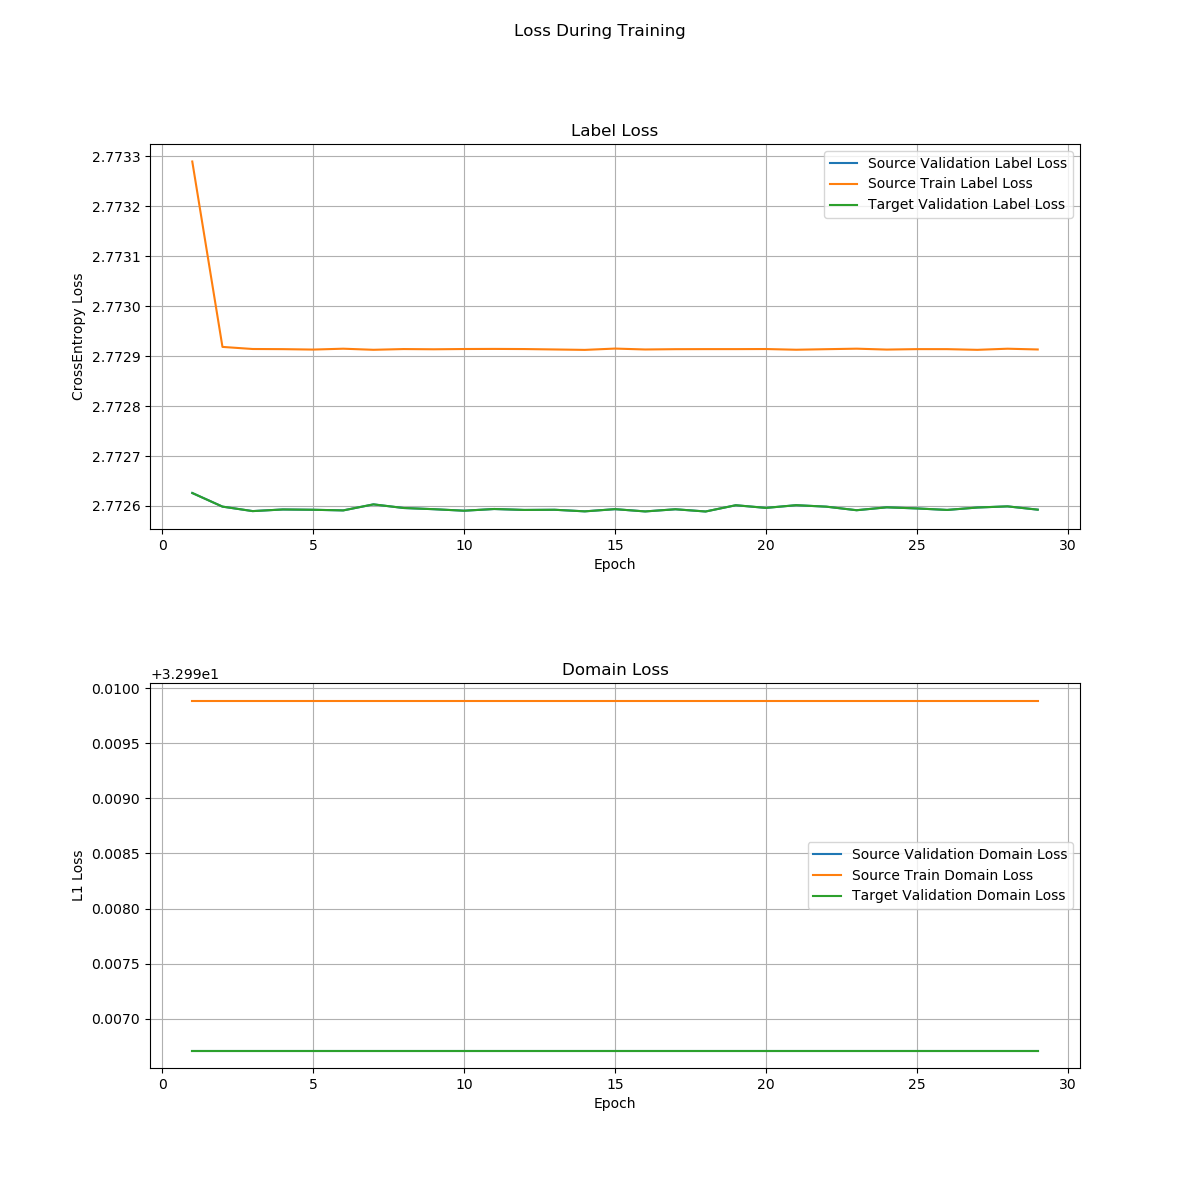 Loss During Training
Label Loss
2.7733
2.7732
2.7731
2.7730
2.7729
2.7728
2.7727
2.7726
CrossEntropy Loss
Source Validation Label Loss
Source Train Label Loss
Target Validation Label Loss
0 5 10 15 20 25 30
Epoch
Domain Loss
+3.299e1
0.0100
0.0095
0.0090
0.0085
0.0080
0.0075
0.0070
L1 Loss
Source Validation Domain Loss
Source Train Domain Loss
Target Validation Domain Loss
0 5 10 15 20 25 30
Epoch